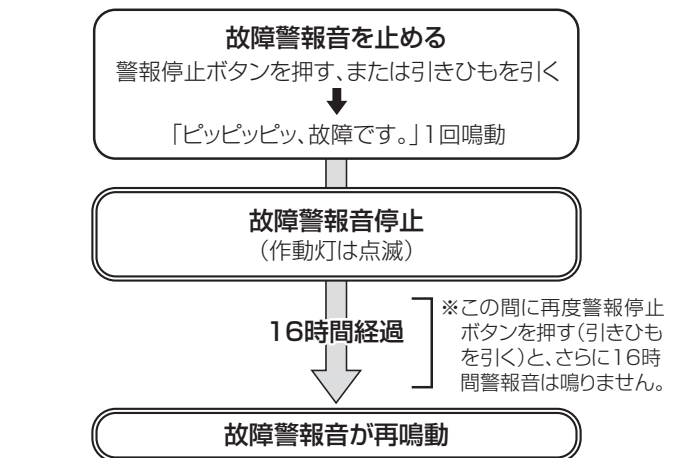 故障警報音を止める
警報停止ボタンを押す、または引きひもを引く
「ピッピッピッ、故障です。」1回鳴動
故障警報音停止
(作動灯は点滅)
16時間経過
※この間に再度警報停止
ボタンを押す(引きひも
を引く)と、さらに16時
間警報音は鳴りません。
故障警報音が再鳴動